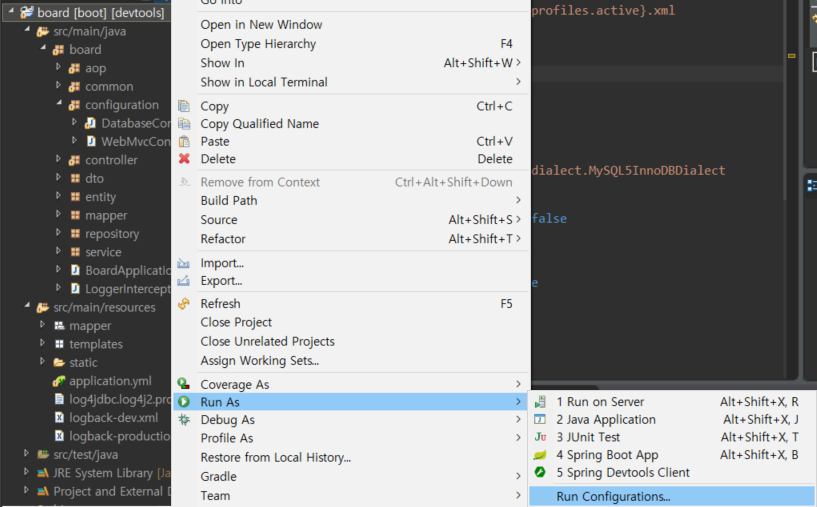 board [boot] [devtools]
src/main/java
board
aop
common
configuration
DatabaseCon
WebMvcCon
controller
dto
entity
mapper
repository
service
BoardApplicatio
LoggerIntercept
src/main/resources
mapper
templates
static
application.yml
log4jdbc.log4j2.pro
logback-dev.xml
logback-productio
src/test/java
JRE System Library [Ja
Project and External D
Go Into
Open in New Window
Open Type Hierarchy F4
Show In Alt+Shift+W
Show in Local Terminal
Copy Ctrl+C
Copy Qualified Name
Paste Ctrl+V
Delete Delete
Remove from Context Ctrl+Alt+Shift+Down
Build Path
Source Alt+Shift+S
Refactor Alt+Shift+T
Import...
Export...
Refresh F5
Close Project
Close Unrelated Projects
Assign Working Sets...
Coverage As
Run As
Debug As
Profile As
Restore from Local History...
Gradle
Team
profiles.active}.xml
dialect.MySQL5InnoDBDialect
false
e
1 Run on Server Alt+Shift+X, R
2 Java Application Alt+Shift+X, J
Ju 3 JUnit Test Alt+Shift+X, T
4 Spring Boot App Alt+Shift+X, B
5 Spring Devtools Client
Run Configurations...